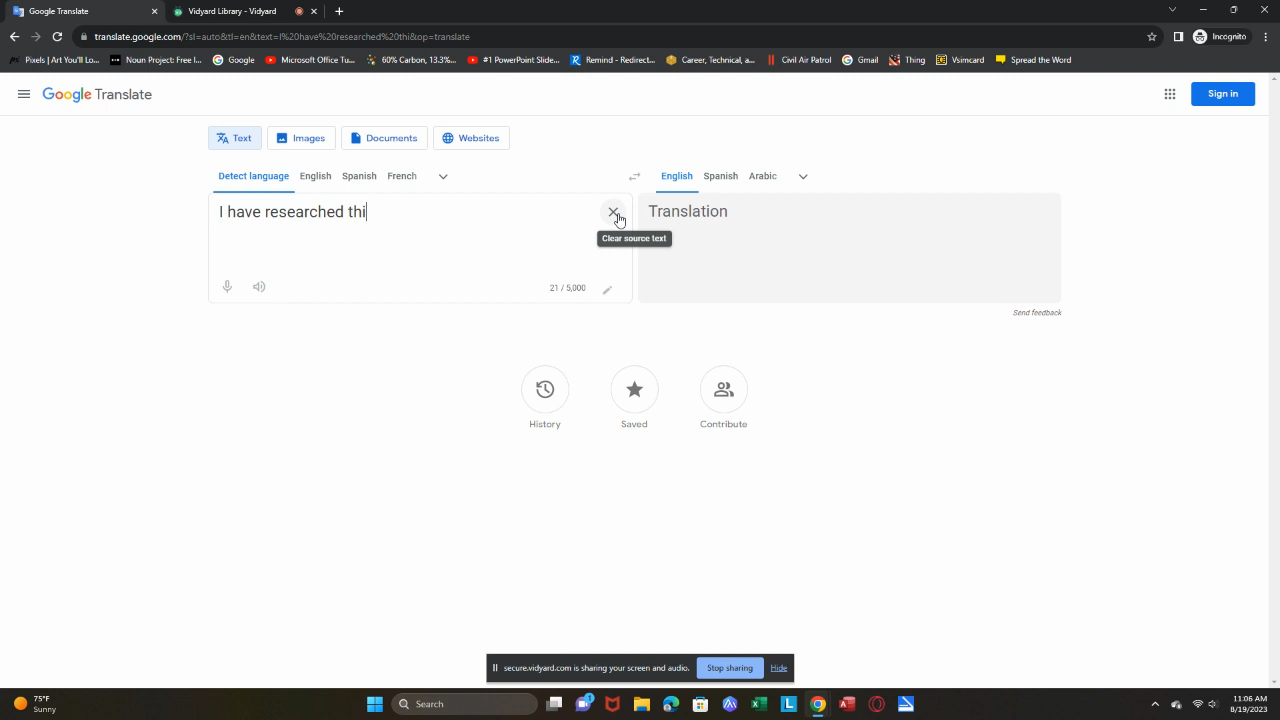 Google Translate
Vidyard Library - Vidyard
translate.google.com/?sl=auto&tl=en&text=I%20have%20researched%20thi&op=translate
Incognito
Pixels | Art You'll Lo...
Noun Project: Free I...
Google
Microsoft Office Tu...
60% Carbon, 13.3%...
#1 PowerPoint Slide...
Remind - Redirect...
Career, Technical, a...
Civil Air Patrol
Gmail
Thing
Vsimcard
Spread the Word
Google Translate
Sign in
Text
Images
Documents
Websites
Detect language
English
Spanish
French
English
Spanish
Arabic
I have researched thi
Translation
Clear source text
21 / 5,000
Send feedback
History
Saved
Contribute
secure.vidyard.com is sharing your screen and audio.
Stop sharing
Hide
75°F
Sunny
Search
1
11:06 AM
8/19/2023